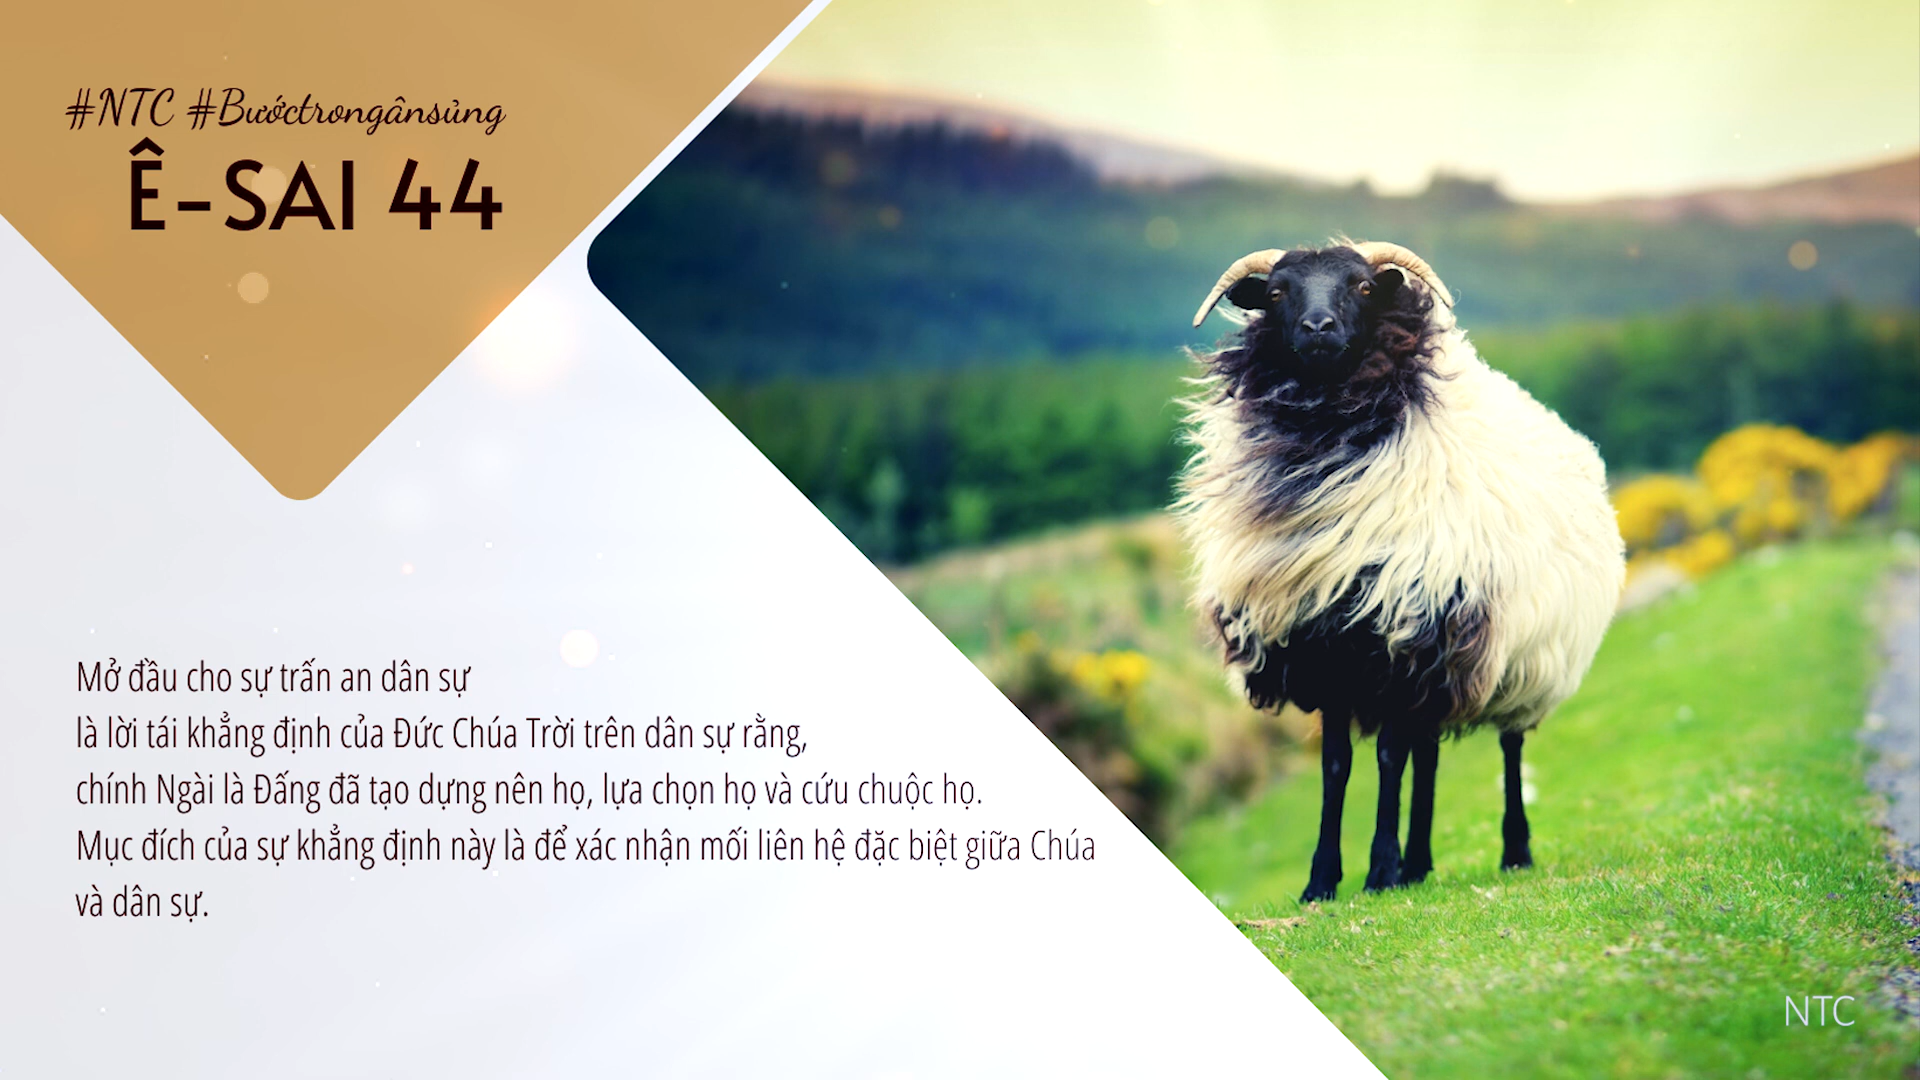 #NTC #Bướctrongânsủng
Ê-SAI 44
Mở đầu cho sự trấn an dân sự
là lời tái khẳng định của Đức Chúa Trời trên dân sự rằng,
chính Ngài là Đấng đã tạo dựng nên họ, lựa chọn họ và cứu chuộc họ.
Mục đích của sự khẳng định này là để xác nhận mối liên hệ đặc biệt giữa Chúa
và dân sự.
NTC